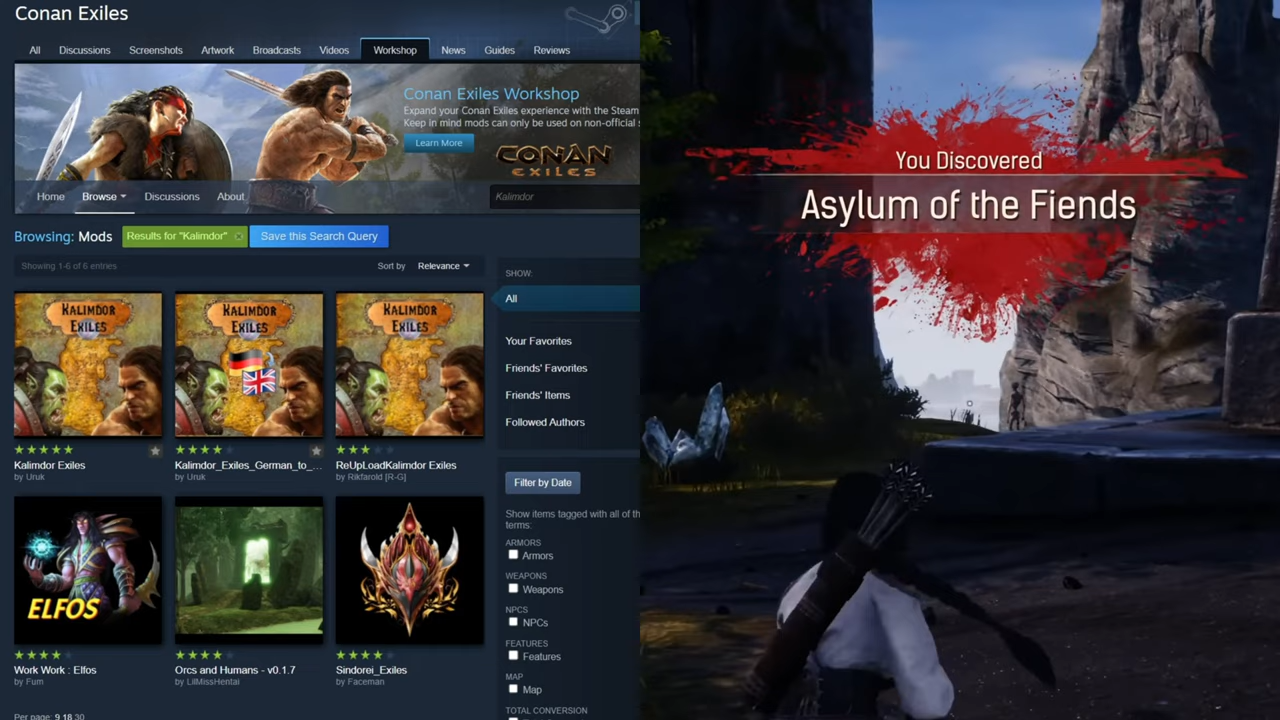 Conan Exiles
All Discussions Screenshots Artwork Broadcasts Videos Workshop News Guides Reviews
Conan Exiles Workshop
Expand your Conan Exiles experience with the Steam
Keep in mind mods can only be used on non-official
Learn More
CONAN
EXILES
Home Browse Discussions About
Kalimdor
Browsing: Mods Results for "Kalimdor" Save this Search Query
Showing 1-6 of 6 entries
Sort by Relevance
KALIMDOR
EXILES
KALIMDOR
EXILES
KALIMDOR
EXILES
Kalimdor Exiles
by Uruk
Kalimdor_Exiles_German_to_...
by Uruk
ReUpLoadKalimdor Exiles
by Rikfarold [R-G]
ELFOS
Work Work : Elfos
by Fum
Orcs and Humans - v0.1.7
by LilMissHentai
Sindorei_Exiles
by Faceman
Per page: 9 18 30
SHOW:
All
Your Favorites
Friends' Favorites
Friends' Items
Followed Authors
Filter by Date
Show items tagged with all of th
terms:
ARMORS
Armors
WEAPONS
Weapons
NPCS
NPCs
FEATURES
Features
MAP
Map
TOTAL CONVERSION
You Discovered
Asylum of the Fiends